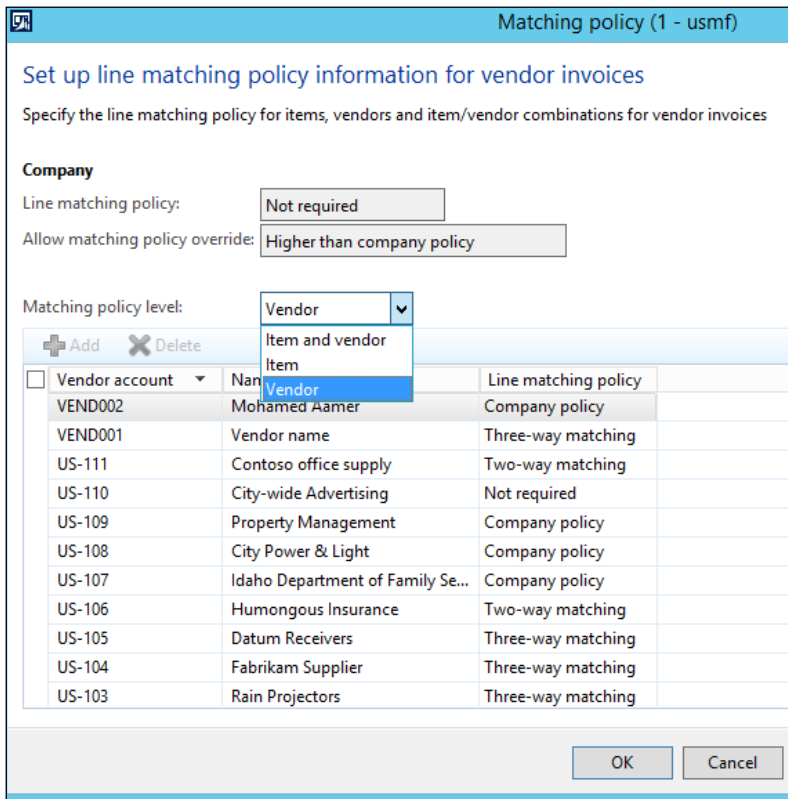 Matching policy (1 - usmf)
Set up line matching policy information for vendor invoices
Specify the line matching policy for items, vendors and item/vendor combinations for vendor invoices
Company
Line matching policy: Not required
Allow matching policy override: Higher than company policy
Matching policy level: Vendor
Item and vendor
Item
Vendor
Add Delete
Vendor account Line matching policy
VEND002 Mohamed Aamer Company policy
VEND001 Vendor name Three-way matching
US-111 Contoso office supply Two-way matching
US-110 City-wide Advertising Not required
US-109 Property Management Company policy
US-108 City Power & Light Company policy
US-107 Idaho Department of Family Se... Company policy
US-106 Humongous Insurance Two-way matching
US-105 Datum Receivers Three-way matching
US-104 Fabrikam Supplier Three-way matching
US-103 Rain Projectors Three-way matching
OK Cancel